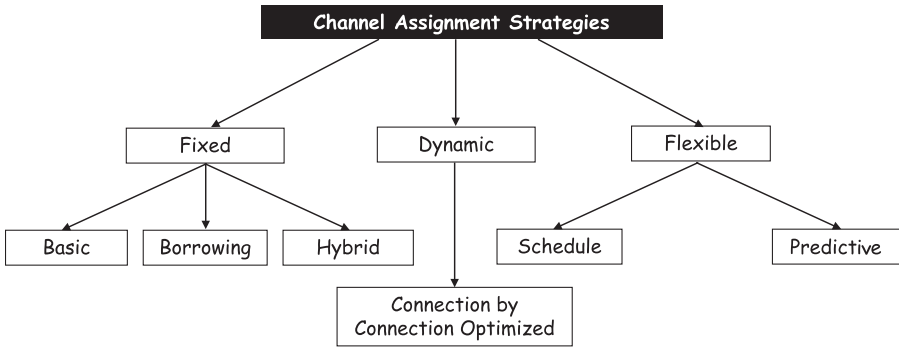 Channel Assignment Strategies
Fixed
Dynamic
Flexible
Basic
Borrowing
Hybrid
Schedule
Predictive
Connection by
Connection Optimized